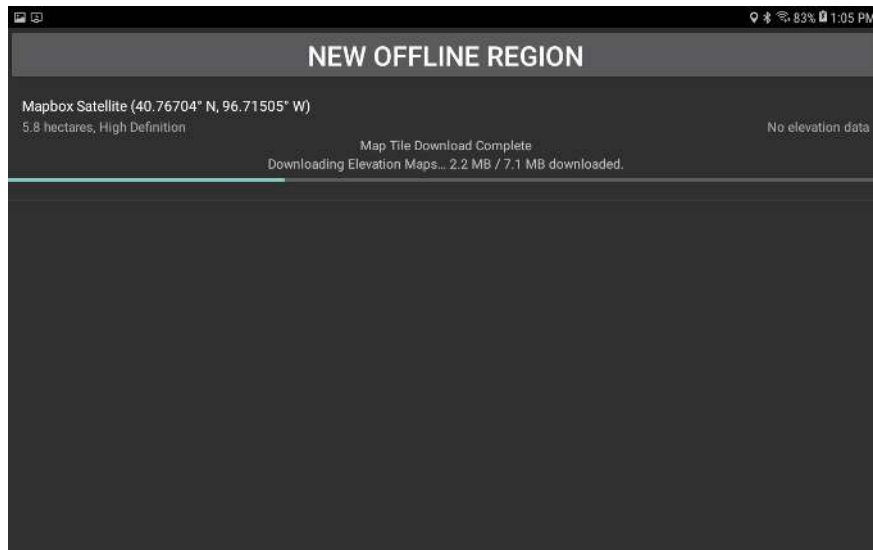 83% 1:05 PM
NEW OFFLINE REGION
Mapbox Satellite (40.76704° N, 96.71505° W)
5.8 hectares, High Definition
No elevation data
Map Tile Download Complete
Downloading Elevation Maps... 2.2 MB / 7.1 MB downloaded.